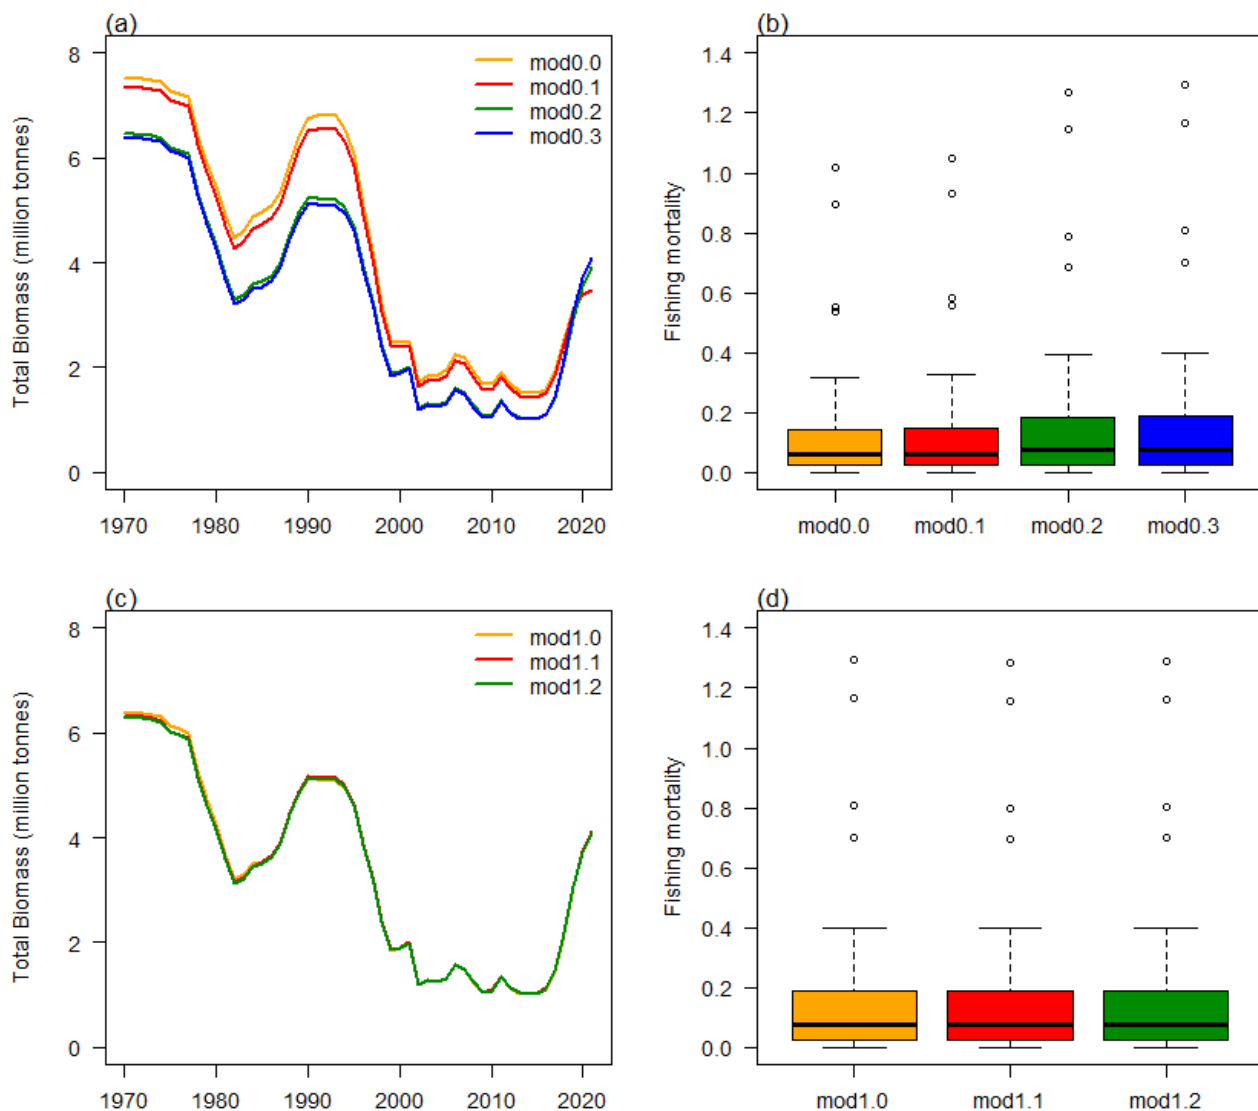 (a)
Total Biomass (million tonnes)
8
6
4
2
0
1970 1980 1990 2000 2010 2020
mod0.0
mod0.1
mod0.2
mod0.3
(b)
Fishing mortality
1.4
1.2
1.0
0.8
0.6
0.4
0.2
0.0
mod0.0 mod0.1 mod0.2 mod0.3
(c)
Total Biomass (million tonnes)
8
6
4
2
0
1970 1980 1990 2000 2010 2020
mod1.0
mod1.1
mod1.2
(d)
Fishing mortality
1.4
1.2
1.0
0.8
0.6
0.4
0.2
0.0
mod1.0 mod1.1 mod1.2